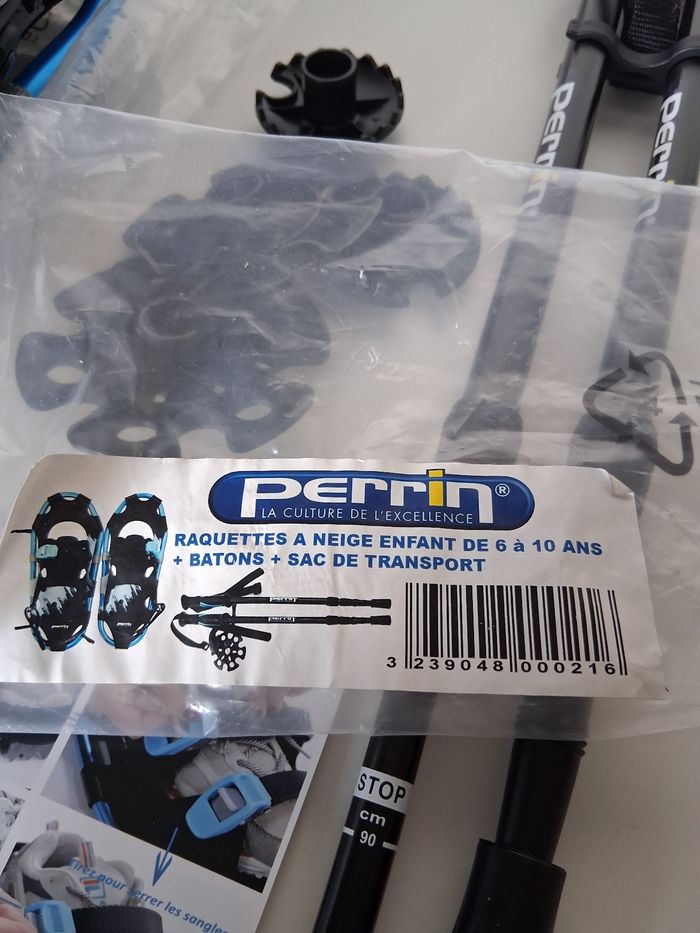 perrin
perrin
perrin®
LA CULTURE DE L'EXCELLENCE
RAQUETTES A NEIGE ENFANT DE 6 à 10 ANS
+ BATONS + SAC DE TRANSPORT
perrin
3 239048 000216
STOP
cm
90
Tirez pour serrer les sangles